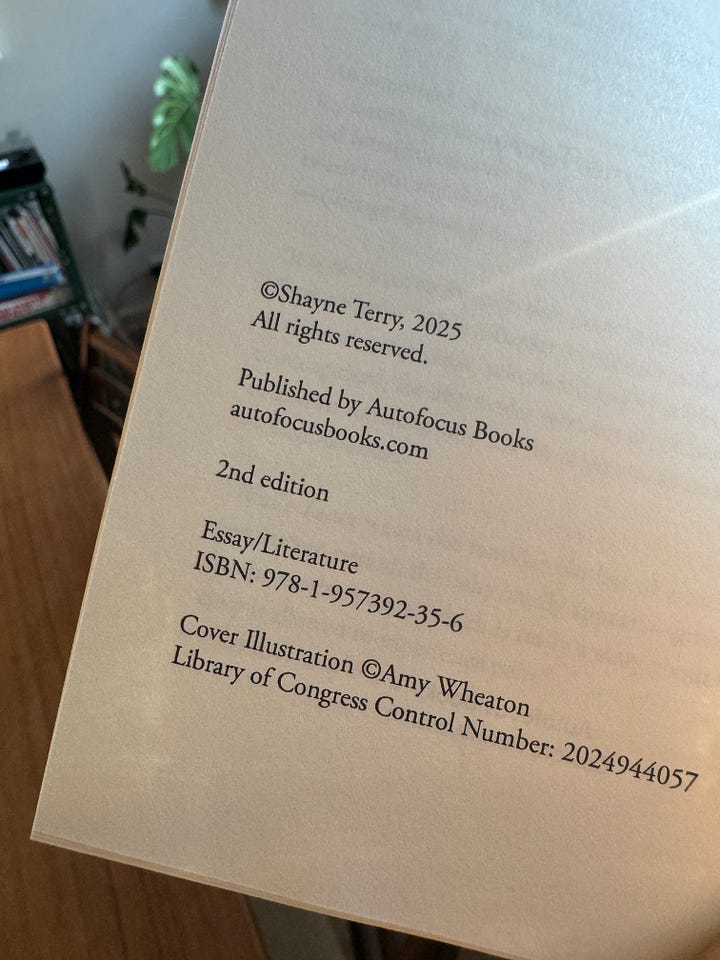 ©Shayne Terry, 2025
All rights reserved.
Published by Autofocus Books
autofocusbooks.com
2nd edition
Essay/Literature
ISBN: 978-1-957392-35-6
Cover Illustration ©Amy Wheaton
Library of Congress Control Number: 2024944057